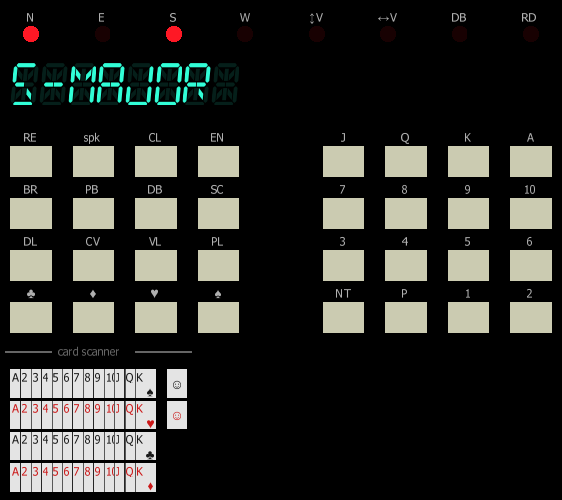 N E S W ↕V ↔V DB RD
5-MAJOR
RE spk CL EN J Q K A
BR PB DB SC 7 8 9 10
DL CV VL PL 3 4 5 6
♣ ♦ ♥ ♠ NT P 1 2
card scanner
A 2 3 4 5 6 7 8 9 10 J Q K ♠ ☺
A 2 3 4 5 6 7 8 9 10 J Q K ♥ ☺
A 2 3 4 5 6 7 8 9 10 J Q K ♣
A 2 3 4 5 6 7 8 9 10 J Q K ♦